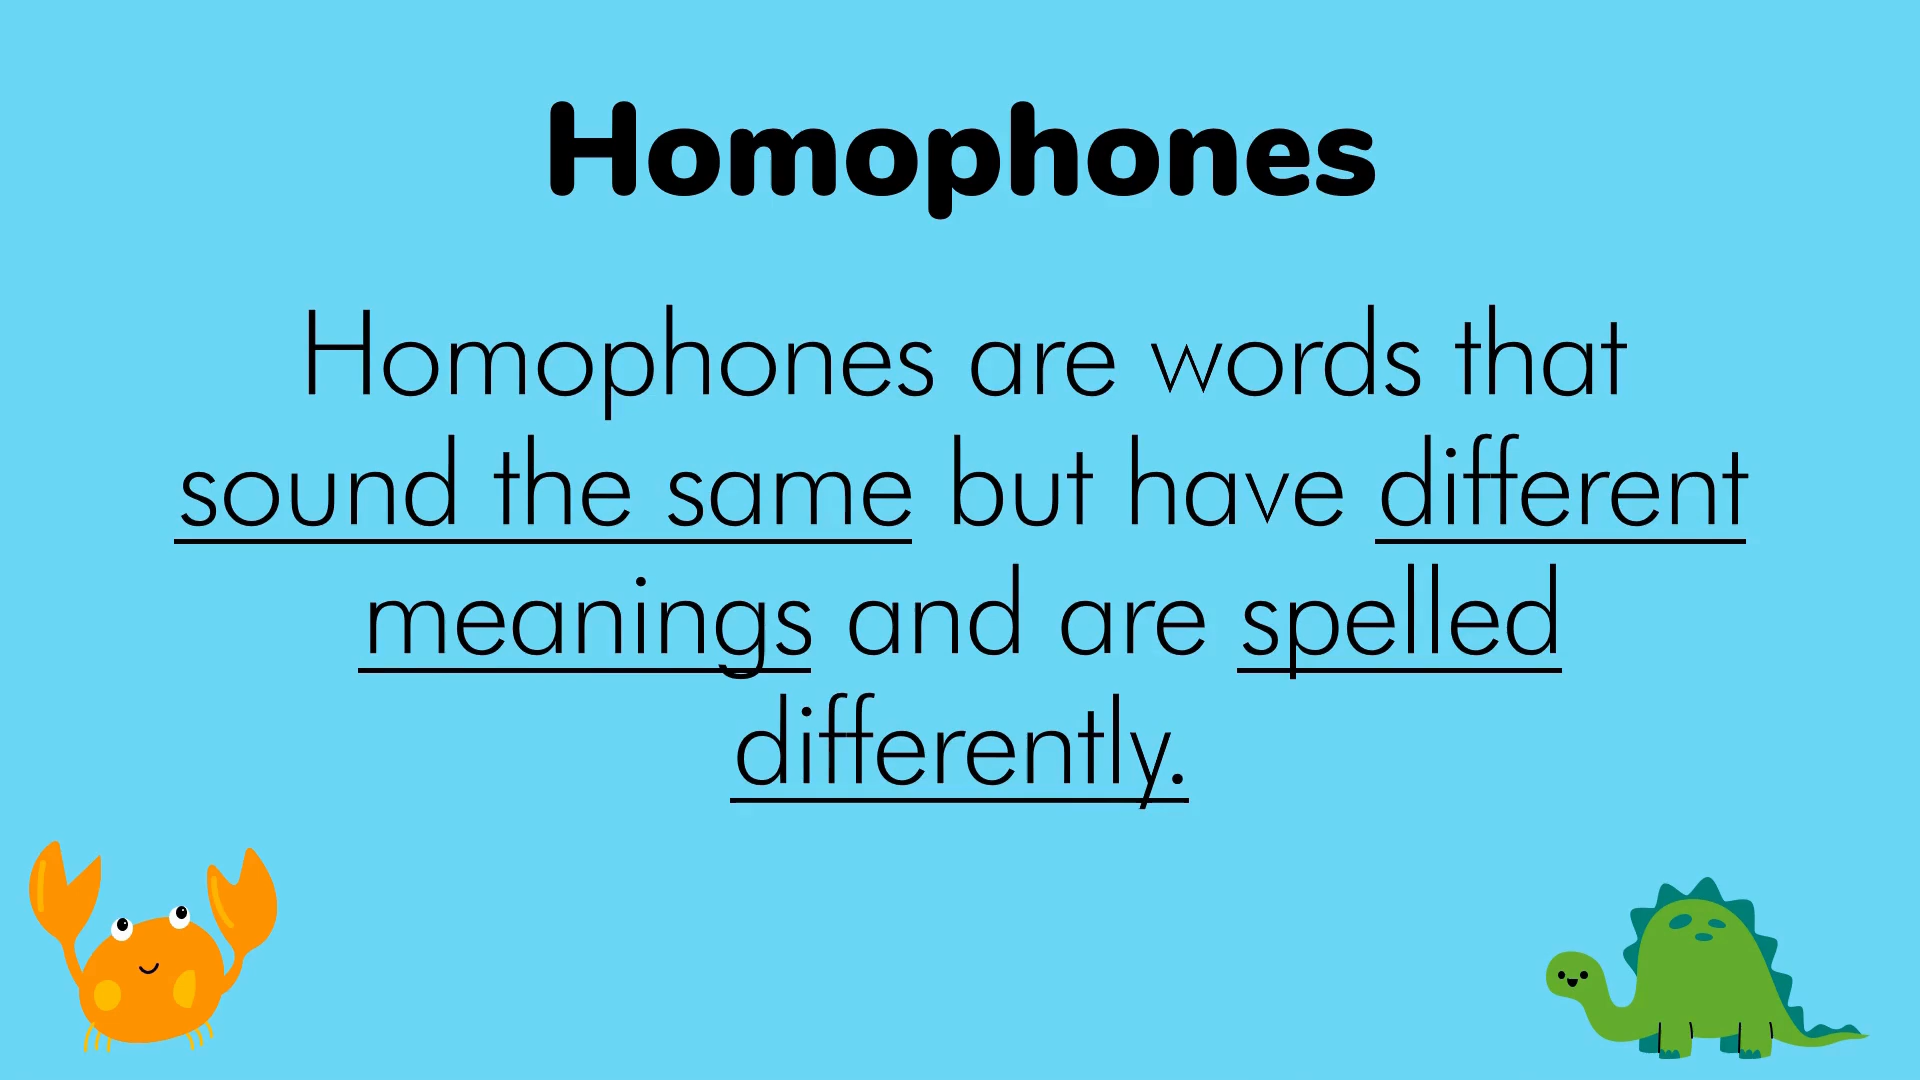 Homophones
Homophones are words that
sound the same but have different
meanings and are spelled
differently.